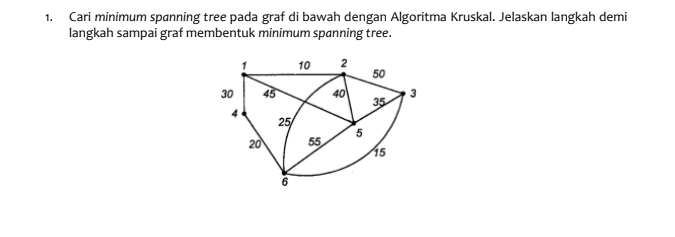 1. Cari minimum spanning tree pada graf di bawah dengan Algoritma Kruskal. Jelaskan langkah demi
langkah sampai graf membentuk minimum spanning tree.
1 10 2
50
30 45 40 3
35
4
25
5
20 55
15
6